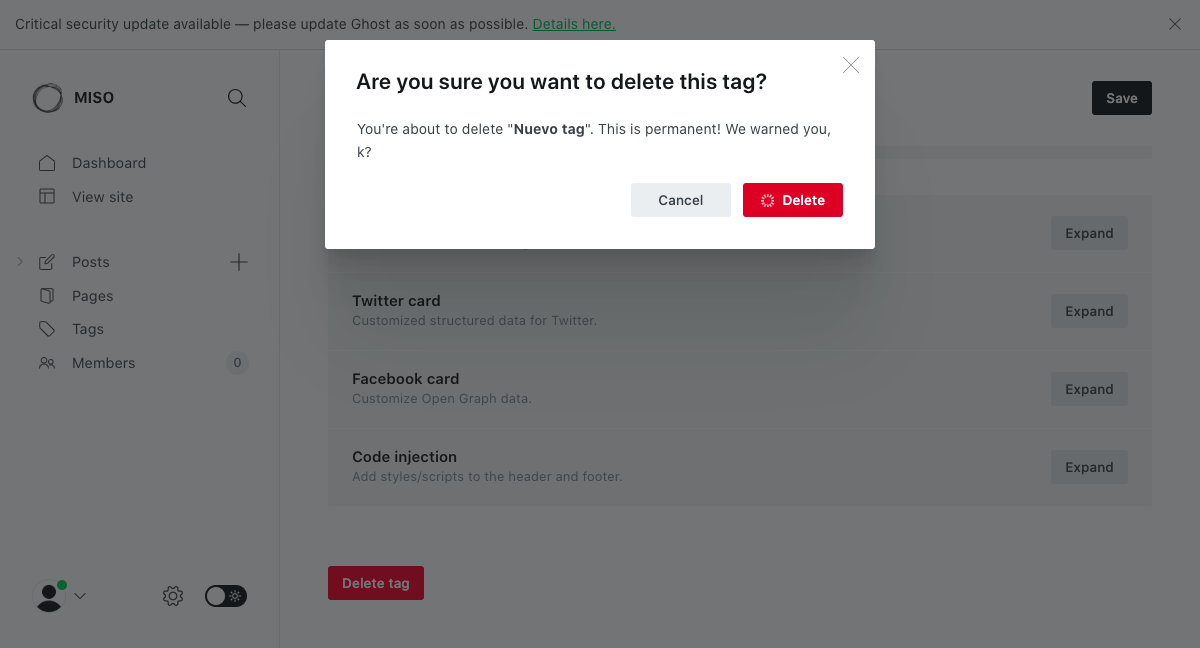 Critical security update available — please update Ghost as soon as possible. Details here.
MISO
Dashboard
View site
Posts
Pages
Tags
Members
0
Save
Are you sure you want to delete this tag?
You're about to delete "Nuevo tag". This is permanent! We warned you,
k?
Cancel
Delete
Expand
Twitter card
Customized structured data for Twitter.
Expand
Facebook card
Customize Open Graph data.
Expand
Code injection
Add styles/scripts to the header and footer.
Expand
Delete tag